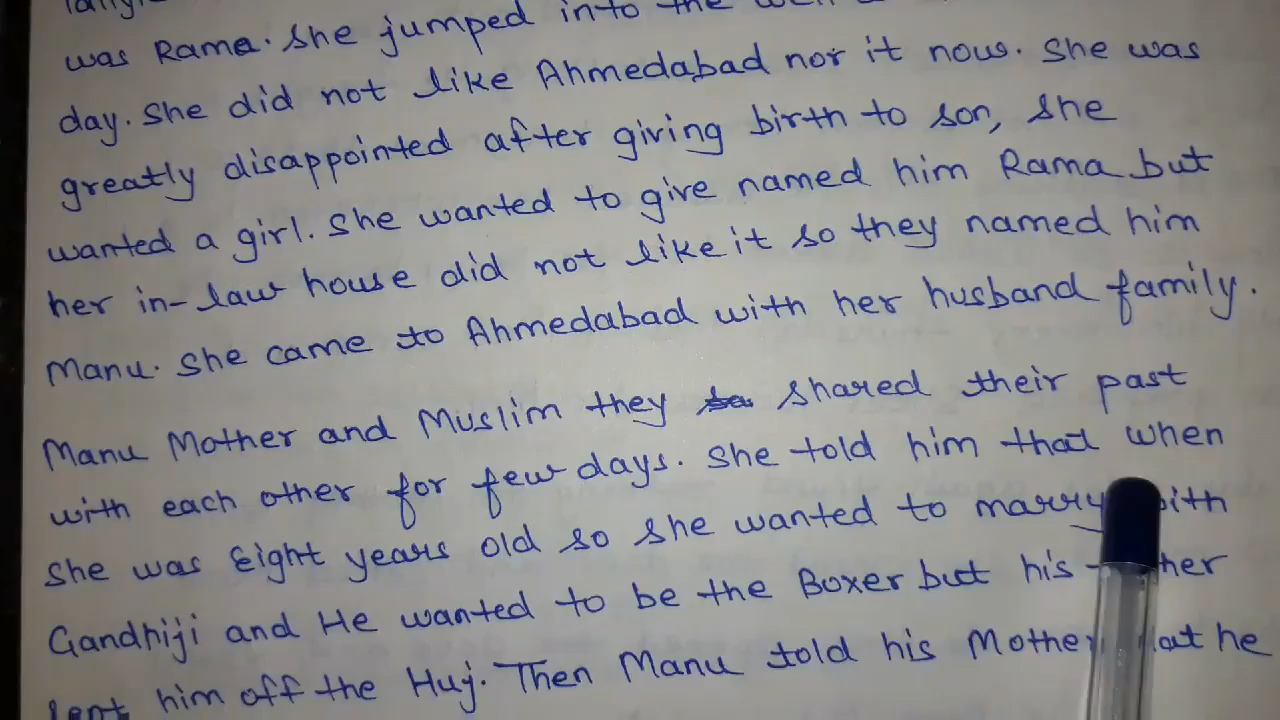 was Rama. She jumped into the
day. She did not like Ahmedabad nor it now. She was
greatly disappointed after giving birth to son, she
wanted a girl. She wanted to give named him Rama but
her in-law house did not like it so they named him
Manu. She came to Ahmedabad with her husband family.
Manu Mother and Muslim they shared their past
with each other for few days. She told him that when
she was Eight years old so she wanted to marry with
Gandhiji and He wanted to be the Boxer but his
him off the Huj. Then Manu told his Mother that he